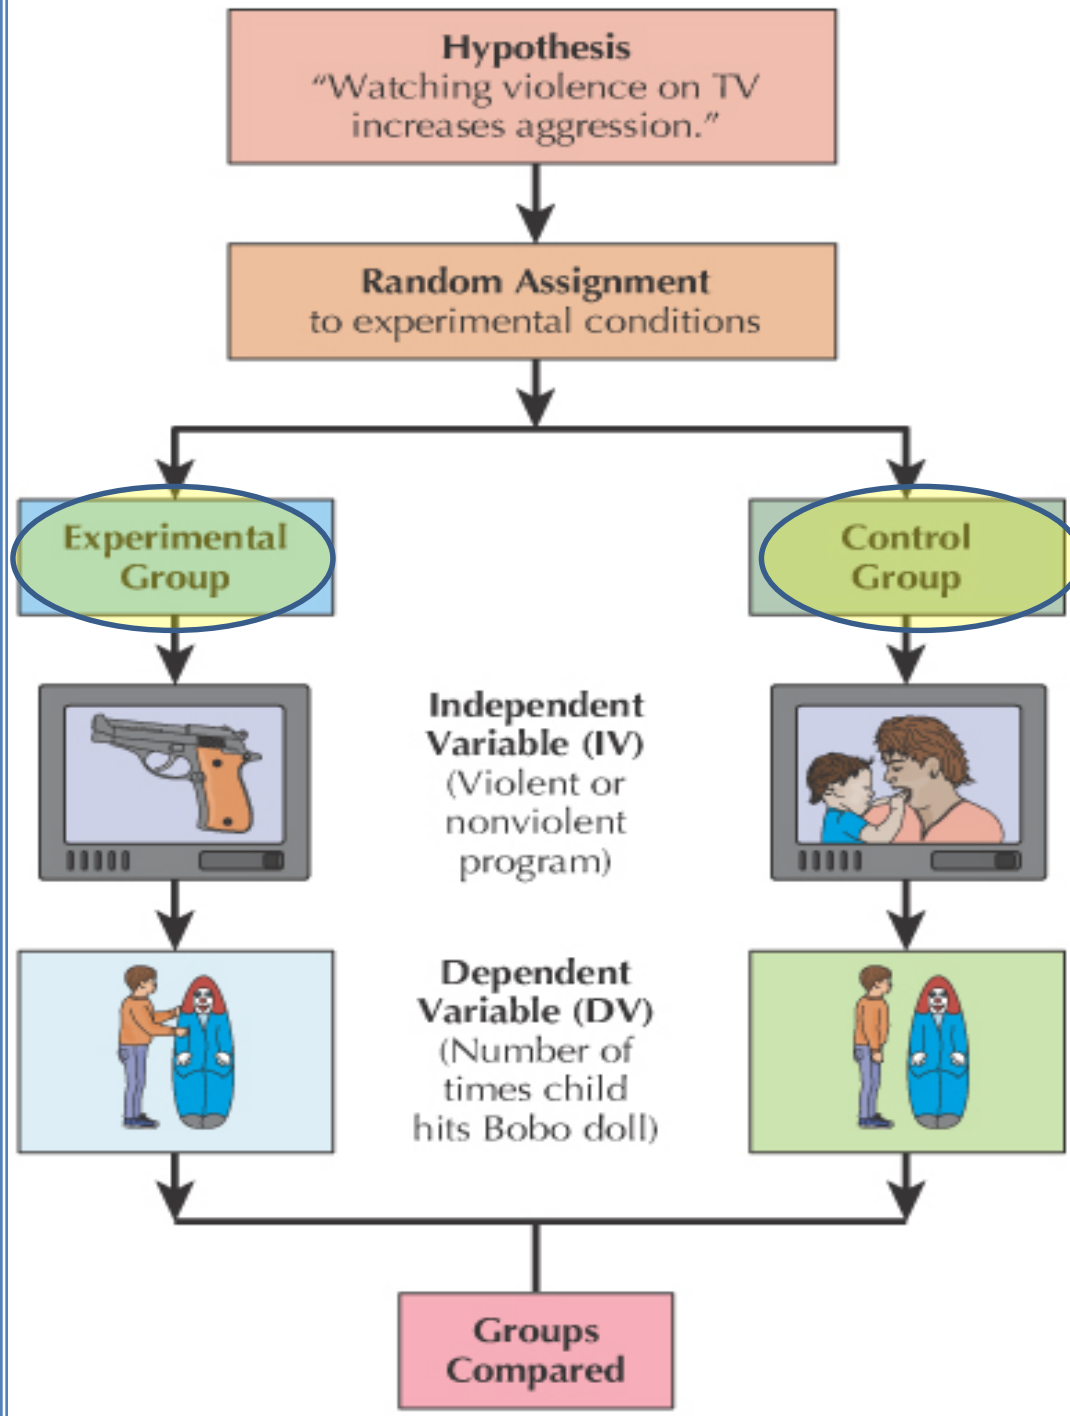 Hypothesis
“Watching violence on TV
increases aggression.”
Random Assignment
to experimental conditions
Experimental
Group
Control
Group
Independent
Variable (IV)
(Violent or
nonviolent
program)
Dependent
Variable (DV)
(Number of
times child
hits Bobo doll)
Groups
Compared